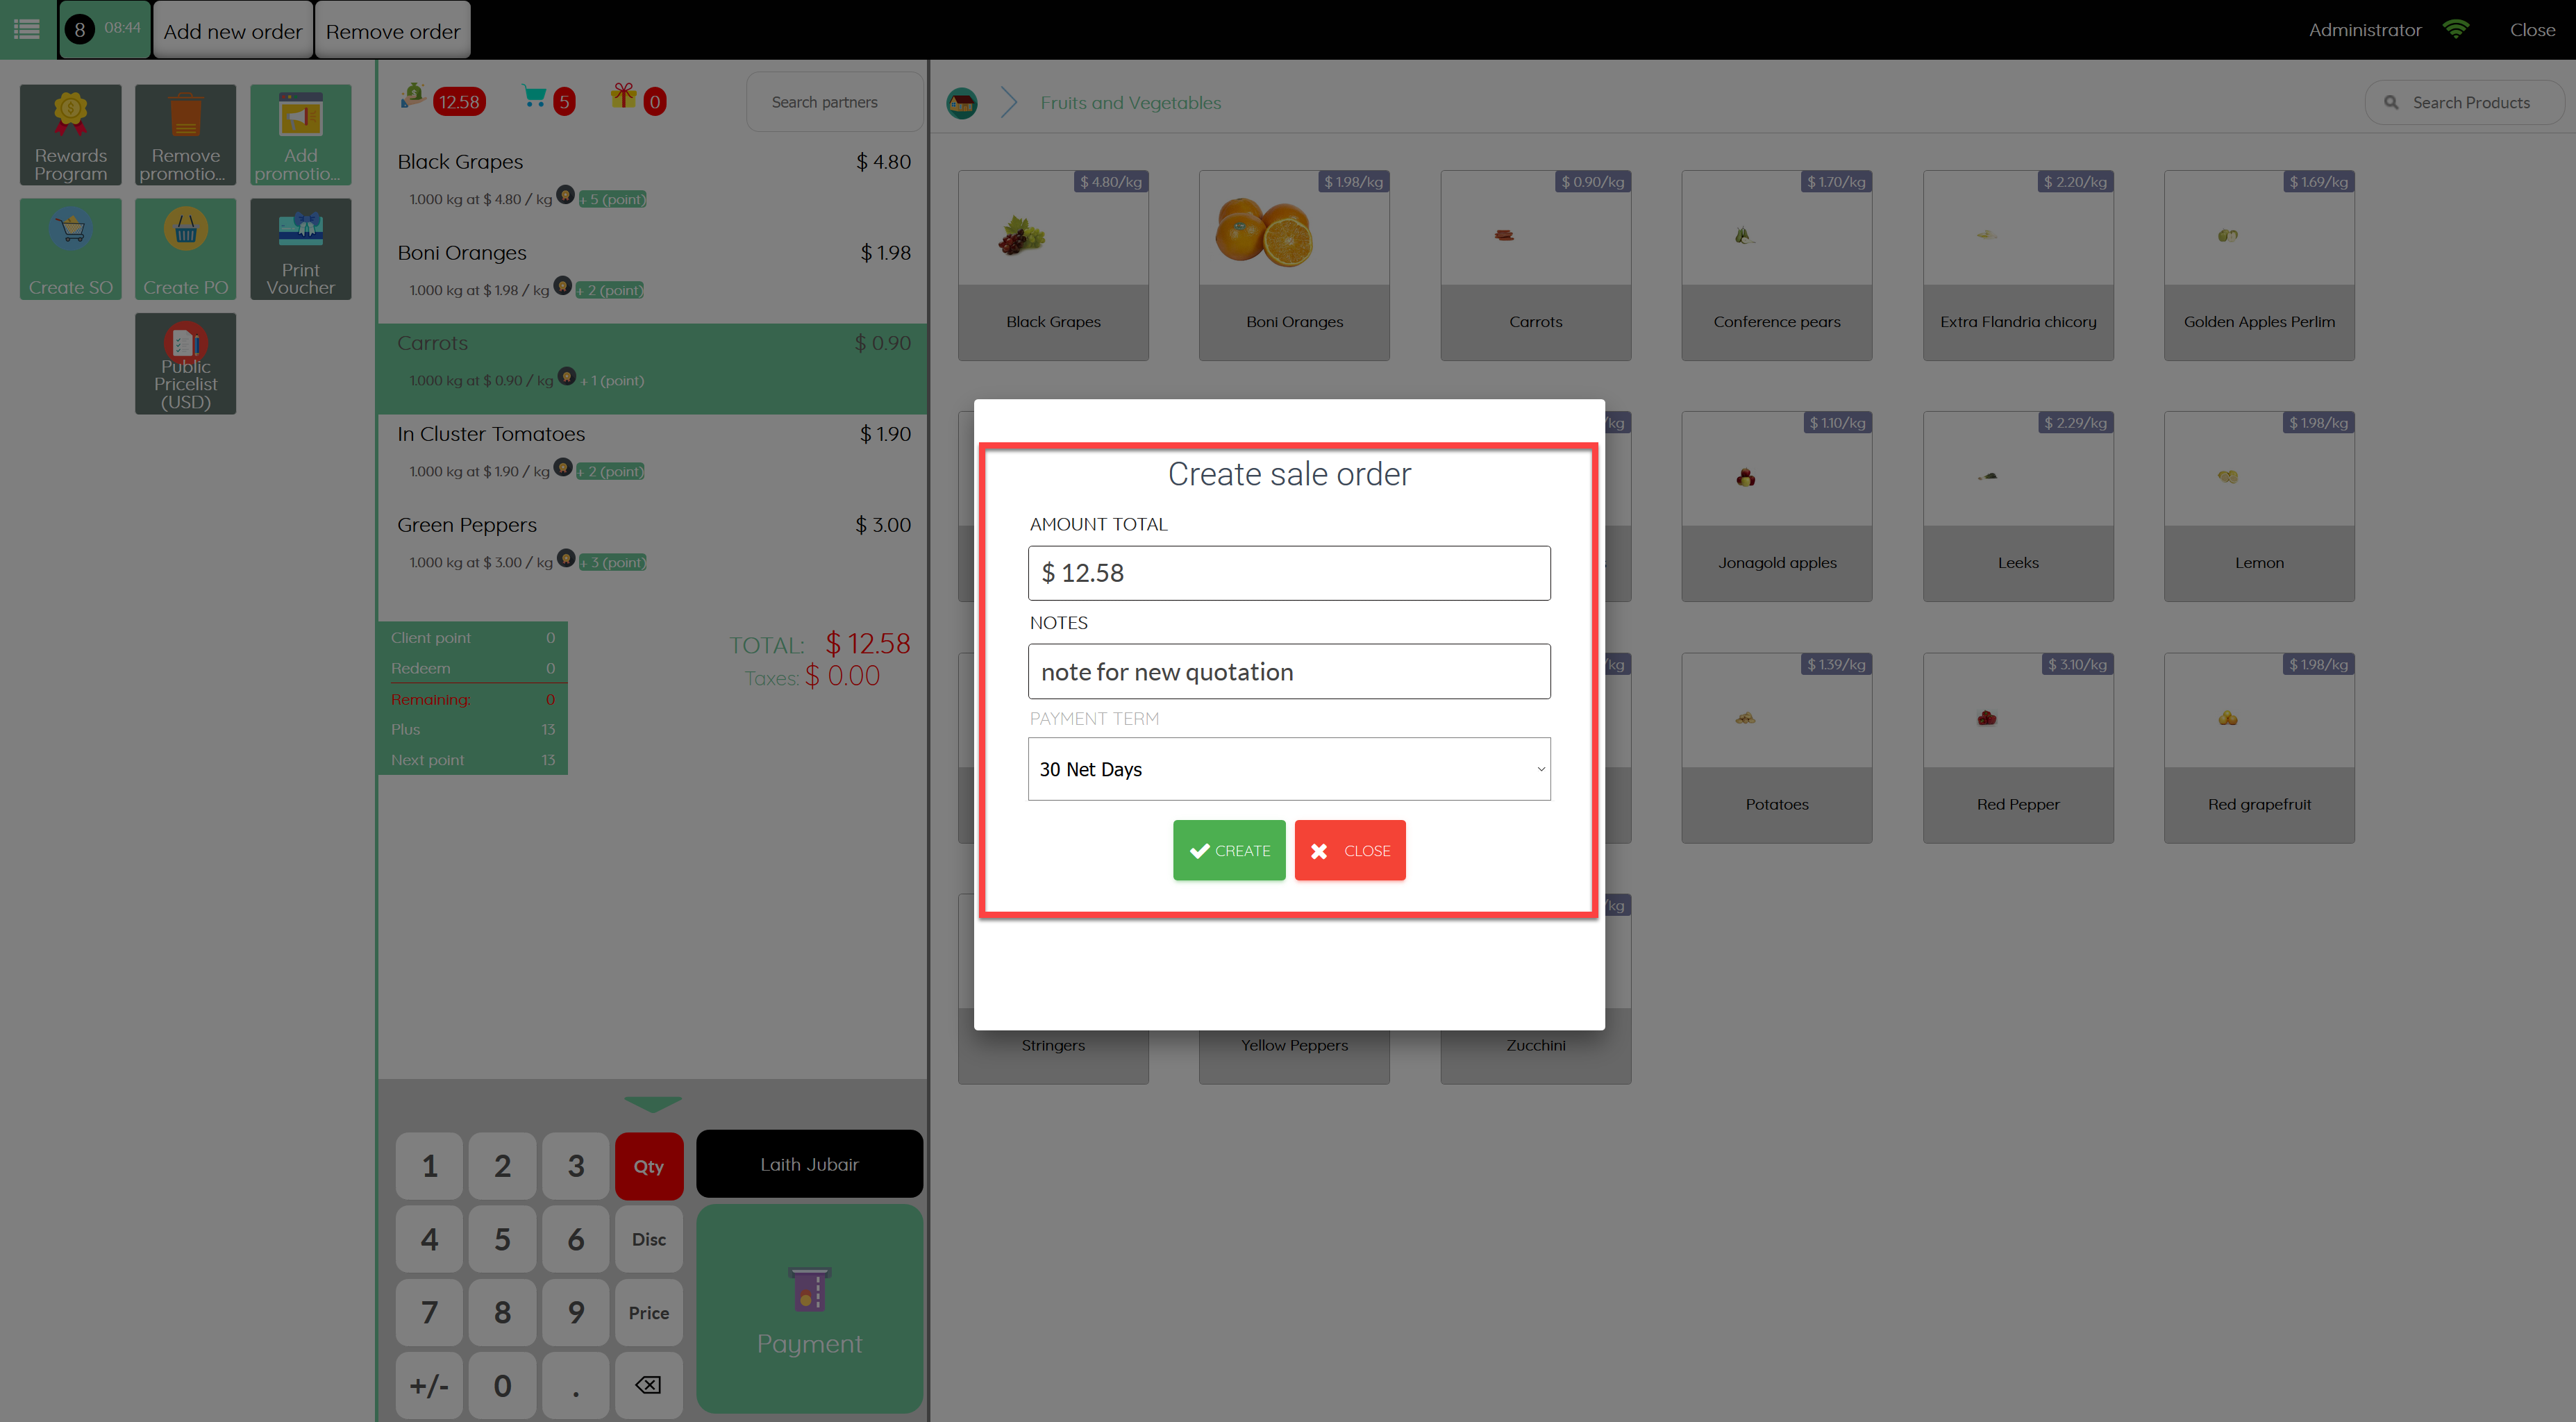 8 08:44 Add new order Remove order Administrator Close
Rewards
Program
Remove
promotio...
Add
promotio...
Create SO
Create PO
Print
Voucher
Public
Pricelist
(USD)
12.58 5 0 Search partners
Black Grapes $ 4.80
1.000 kg at $ 4.80 / kg + 5 (point)
Boni Oranges $ 1.98
1.000 kg at $ 1.98 / kg + 2 (point)
Carrots $ 0.90
1.000 kg at $ 0.90 / kg + 1 (point)
In Cluster Tomatoes $ 1.90
1.000 kg at $ 1.90 / kg + 2 (point)
Green Peppers $ 3.00
1.000 kg at $ 3.00 / kg + 3 (point)
Client point 0
Redeem 0
Remaining: 0
Plus 13
Next point 13
TOTAL: $ 12.58
Taxes: $ 0.00
1 2 3 Qty
4 5 6 Disc
7 8 9 Price
+/- 0 .
Laith Jubair
Payment
Fruits and Vegetables Search Products
$ 4.80/kg $ 1.98/kg $ 0.90/kg $ 1.70/kg $ 2.20/kg $ 1.69/kg
Black Grapes Boni Oranges Carrots Conference pears Extra Flandria chicory Golden Apples Perlim
/kg $ 1.10/kg $ 2.29/kg $ 1.98/kg
Jonagold apples Leeks Lemon
/kg $ 1.39/kg $ 3.10/kg $ 1.98/kg
Potatoes Red Pepper Red grapefruit
/kg
Stringers Yellow Peppers Zucchini
Create sale order
AMOUNT TOTAL
$ 12.58
NOTES
note for new quotation
PAYMENT TERM
30 Net Days
CREATE CLOSE